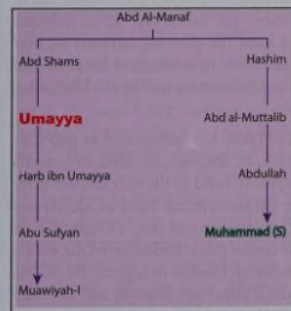 Abd Al-Manaf
Abd Shams
Hashim
Umayya
Abd al-Muttalib
Harb ibn Umayya
Abdullah
Abu Sufyan
Muhammad (S)
Muawiyah-I